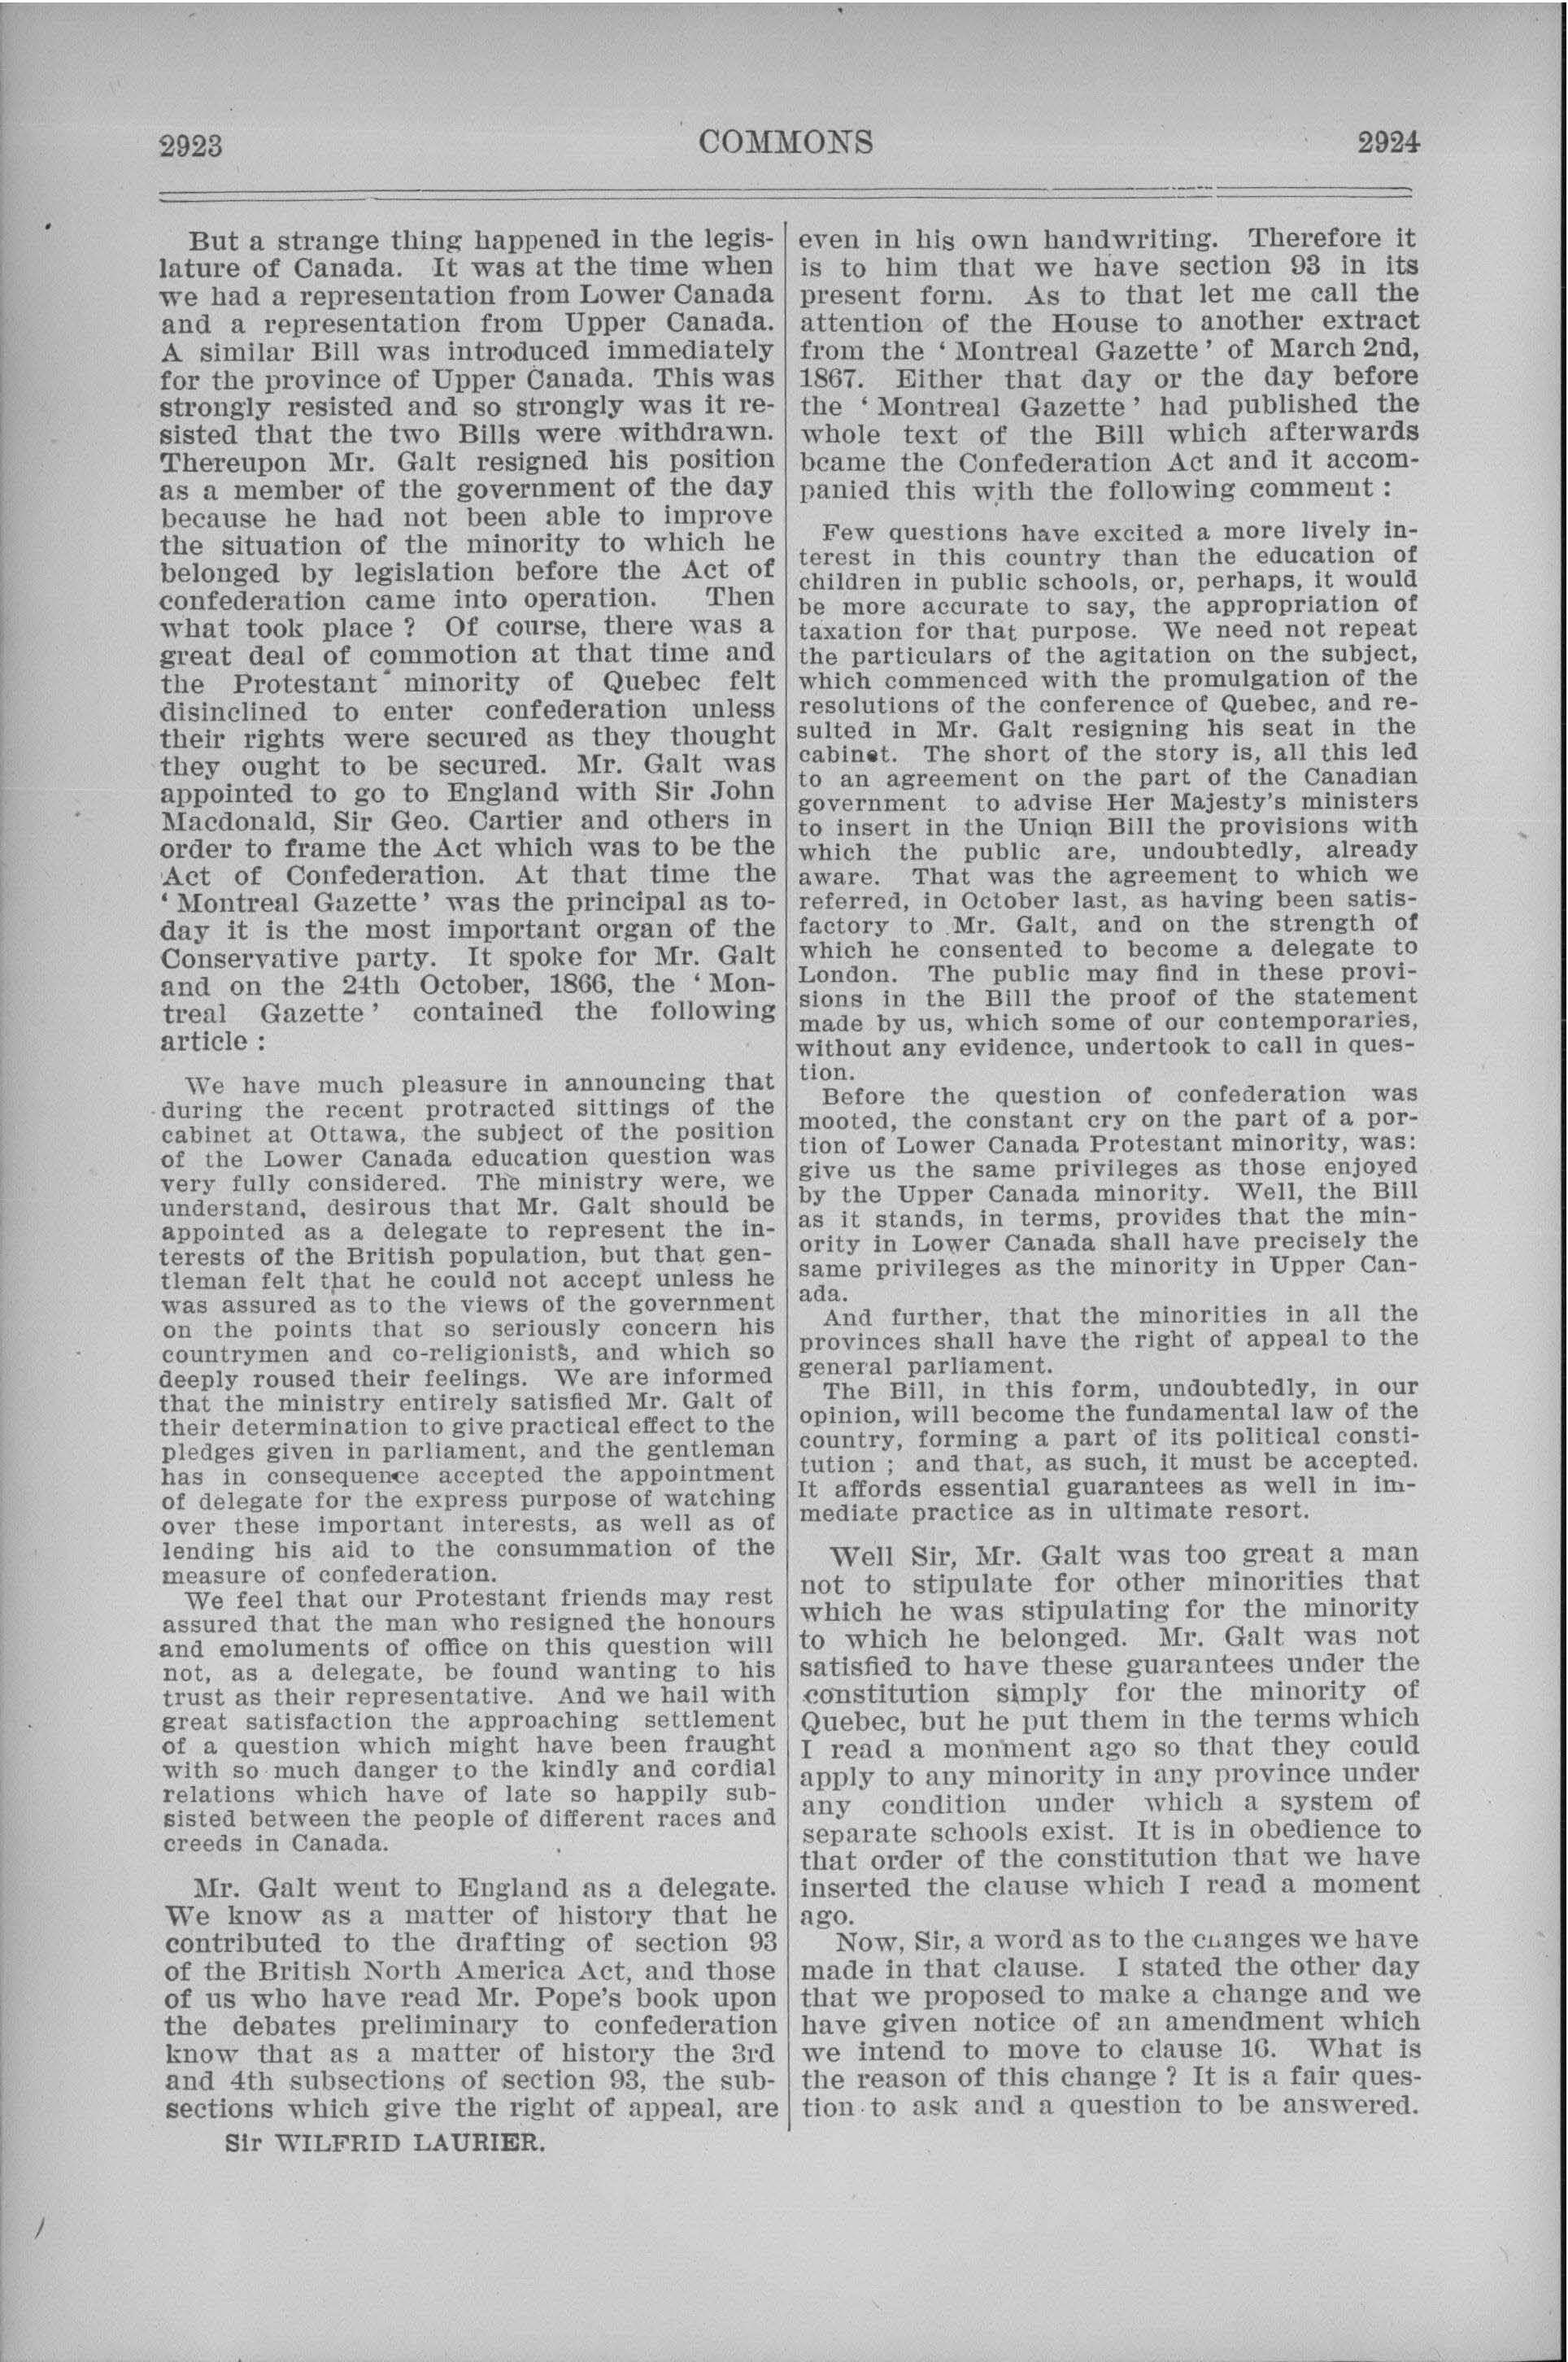 2923
COMMONS
2924
But a strange thing happened in the legis-
lature of Canada. It was at the time when
we had a representation from Lower Canada
and a representation from Upper Canada.
A similar Bill was introduced immediately
for the province of Upper Canada. This was
strongly resisted and so strongly was it re-
sisted that the two Bills were withdrawn.
Thereupon Mr. Galt resigned his position
as a member of the government of the day
because he had not been able to improve
the situation of the minority to which he
belonged by legislation before the Act of
confederation came into operation. Then
what took place ? Of course, there was a
great deal of commotion at that time and
the Protestant minority of Quebec felt
disinclined to enter confederation unless
their rights were secured as they thought
they ought to be secured. Mr. Galt was
appointed to go to England with Sir John
Macdonald, Sir Geo. Cartier and others in
order to frame the Act which was to be the
Act of Confederation. At that time the
‘ Montreal Gazette’ was the principal as to-
day it is the most important organ of the
Conservative party. It spoke for Mr. Galt
and on the 24th October, 1866, the ‘ Mon-
treal Gazette’ contained the following
article :
We have much pleasure in announcing that
during the recent protracted sittings of the
cabinet at Ottawa, the subject of the position
of the Lower Canada education question was
very fully considered. The ministry were, we
understand, desirous that Mr. Galt should be
appointed as a delegate to represent the in-
terests of the British population, but that gen-
tleman felt that he could not accept unless he
was assured as to the views of the government
on the points that so seriously concern his
countrymen and co-religionists, and which so
deeply roused their feelings. We are informed
that the ministry entirely satisfied Mr. Galt of
their determination to give practical effect to the
pledges given in parliament, and the gentleman
has in consequence accepted the appointment
of delegate for the express purpose of watching
over these important interests, as well as of
lending his aid to the consummation of the
measure of confederation.
We feel that our Protestant friends may rest
assured that the man who resigned the honours
and emoluments of office on this question will
not, as a delegate, be found wanting to his
trust as their representative. And we hail with
great satisfaction the approaching settlement
of a question which might have been fraught
with so much danger to the kindly and cordial
relations which have of late so happily sub-
sisted between the people of different races and
creeds in Canada.
Mr. Galt went to England as a delegate.
We know as a matter of history that he
contributed to the drafting of section 93
of the British North America Act, and those
of us who have read Mr. Pope's book upon
the debates preliminary to confederation
know that as a matter of history the 3rd
and 4th subsections of section 93, the sub-
sections which give the right of appeal, are
Sir WILFRID LAURIER.
even in his own handwriting. Therefore it
is to him that we have section 93 in its
present form. As to that let me call the
attention of the House to another extract
from the ‘ Montreal Gazette ’ of March 2nd,
1867. Either that day or the day before
the ‘ Montreal Gazette ’ had published the
whole text of the Bill which afterwards
bcame the Confederation Act and it accom-
panied this with the following comment :
Few questions have excited a more lively in-
terest in this country than the education of
children in public schools, or, perhaps, it would
be more accurate to say, the appropriation of
taxation for that purpose. We need not repeat
the particulars of the agitation on the subject,
which commenced with the promulgation of the
resolutions of the conference of Quebec, and re-
sulted in Mr. Galt resigning his seat in the
cabinet. The short of the story is, all this led
to an agreement on the part of the Canadian
government to advise Her Majesty's ministers
to insert in the Union Bill the provisions with
which the public are, undoubtedly, already
aware. That was the agreement to which we
referred, in October last, as having been satis-
factory to Mr. Galt, and on the strength of
which he consented to become a delegate to
London. The public may find in these provi-
sions in the Bill the proof of the statement
made by us, which some of our contemporaries,
without any evidence, undertook to call in ques-
tion.
Before the question of confederation was
mooted, the constant cry on the part of a por-
tion of Lower Canada Protestant minority, was:
give us the same privileges as those enjoyed
by the Upper Canada minority. Well, the Bill
as it stands, in terms, provides that the min-
ority in Lower Canada shall have precisely the
same privileges as the minority in Upper Can-
ada.
And further, that the minorities in all the
provinces shall have the right of appeal to the
general parliament.
The Bill, in this form, undoubtedly, in our
opinion, will become the fundamental law of the
country, forming a part of its political consti-
tution ; and that, as such, it must be accepted.
It affords essential guarantees as well in im-
mediate practice as in ultimate resort.
Well Sir, Mr. Galt was too great a man
not to stipulate for other minorities that
which he was stipulating for the minority
to which he belonged. Mr. Galt was not
satisfied to have these guarantees under the
constitution simply for the minority of
Quebec, but he put them in the terms which
I read a monment ago so that they could
apply to any minority in any province under
any condition under which a system of
separate schools exist. It is in obedience to
that order of the constitution that we have
inserted the clause which I read a moment
ago.
Now, Sir, a word as to the changes we have
made in that clause. I stated the other day
that we proposed to make a change and we
have given notice of an amendment which
we intend to move to clause 16. What is
the reason of this change ? It is a fair ques-
tion to ask and a question to be answered.